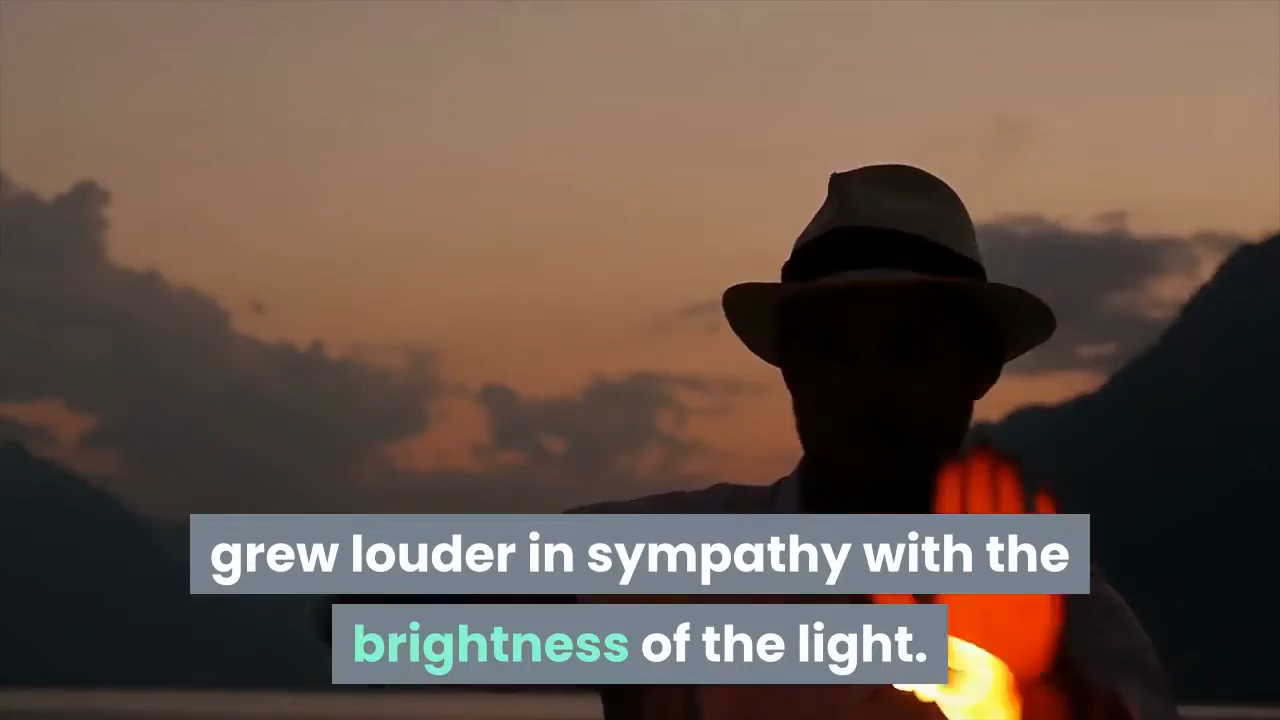 grew louder in sympathy with the
brightness of the light.